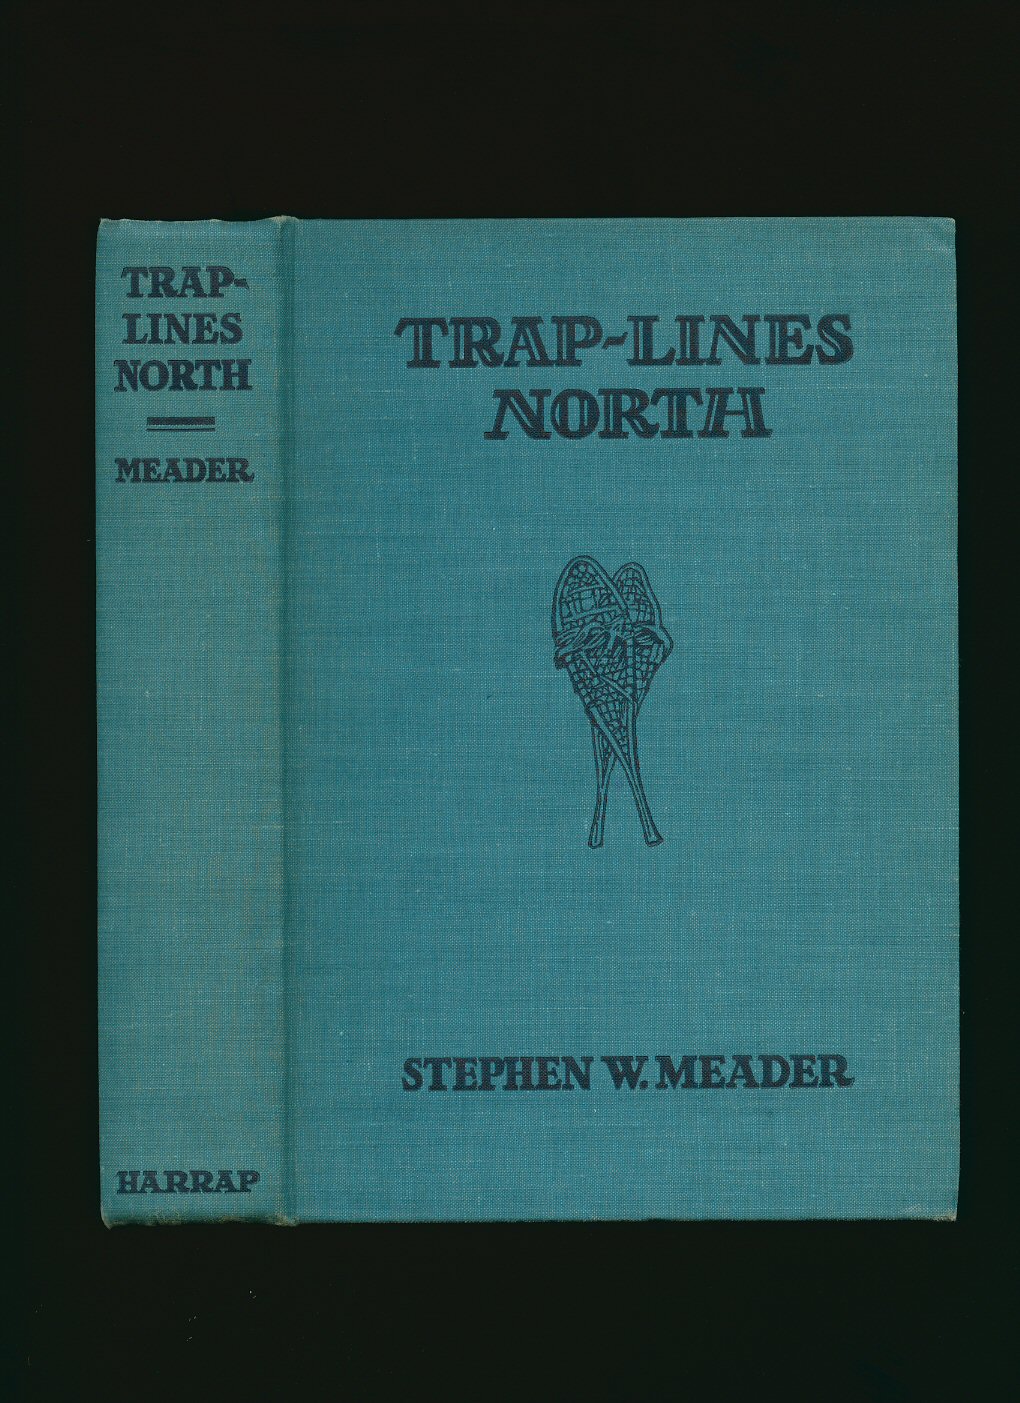 TRAP-
LINES
NORTH
MEADER
HARRAP
TRAP-LINES
NORTH
STEPHEN W. MEADER